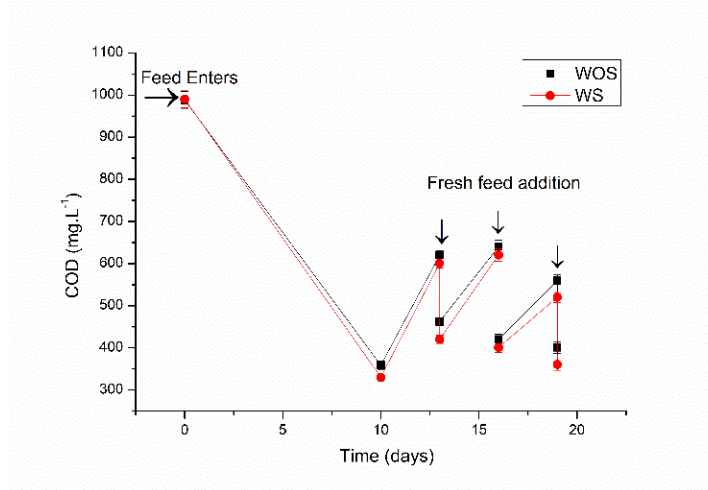 1100
1000
900
800
700
600
500
400
300
COD (mg.L⁻¹)
Feed Enters
WOS
WS
Fresh feed addition
0 5 10 15 20
Time (days)